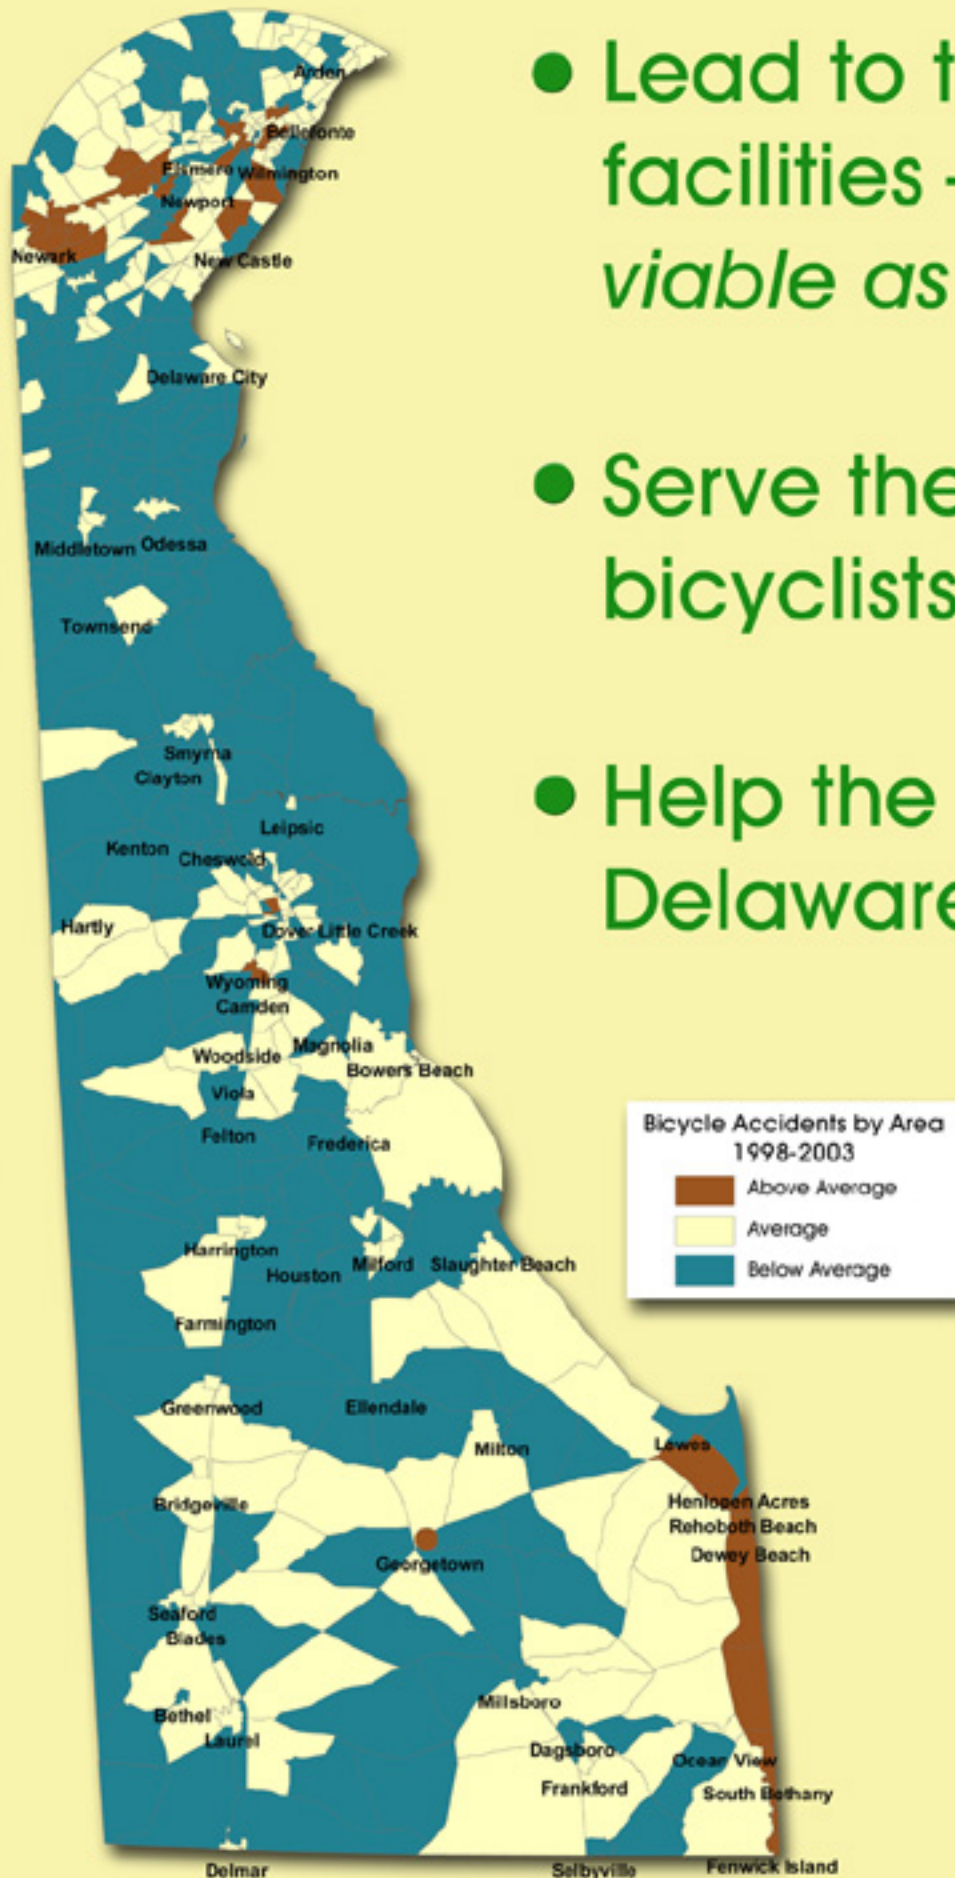 Arden
Bellefonte
Elsmere Wilmington
Newport
Newark
New Castle
Delaware City
Middletown Odessa
Townsend
Smyrna
Clayton
Leipsic
Kenton Cheswold
Hartly
Dover Little Creek
Wyoming
Camden
Woodside Magnolia
Bowers Beach
Viola
Felton
Frederica
Harrington
Houston Milford Slaughter Beach
Farmington
Greenwood
Ellendale
Milton
Lewes
Bridgeville
Henlopen Acres
Rehoboth Beach
Dewey Beach
Georgetown
Seaford
Blades
Millsboro
Bethel
Laurel
Dagsboro
Ocean View
Frankford
South Bethany
Delmar
Selbyville
Fenwick Island
• Lead to t
facilities -
viable as
• Serve the
bicyclists
• Help the
Delaware
Bicycle Accidents by Area
1998-2003
Above Average
Average
Below Average